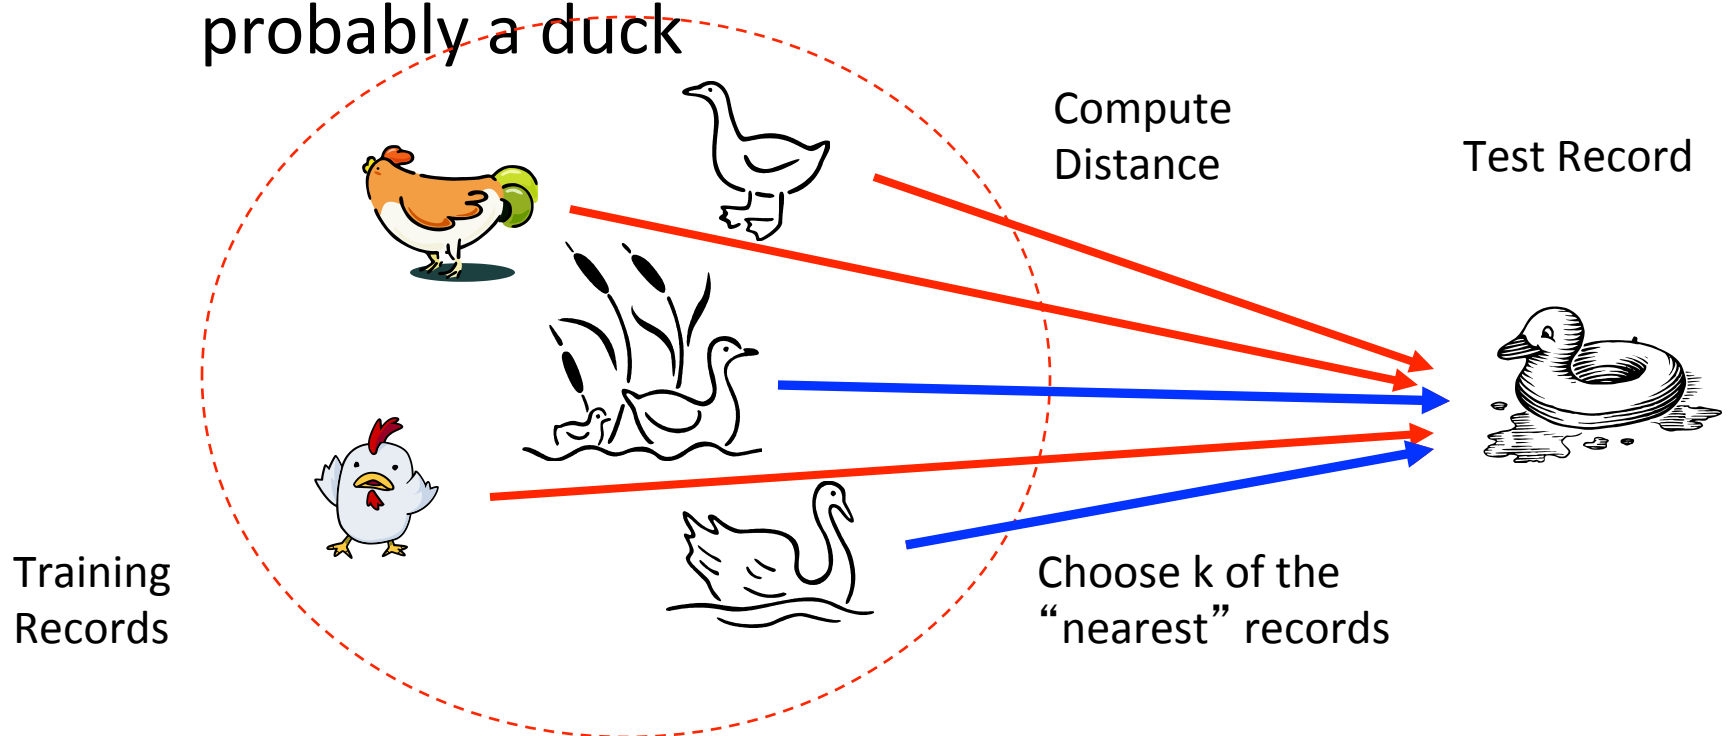 probably a duck
Compute
Distance
Test Record
Training
Records
Choose k of the
“nearest” records